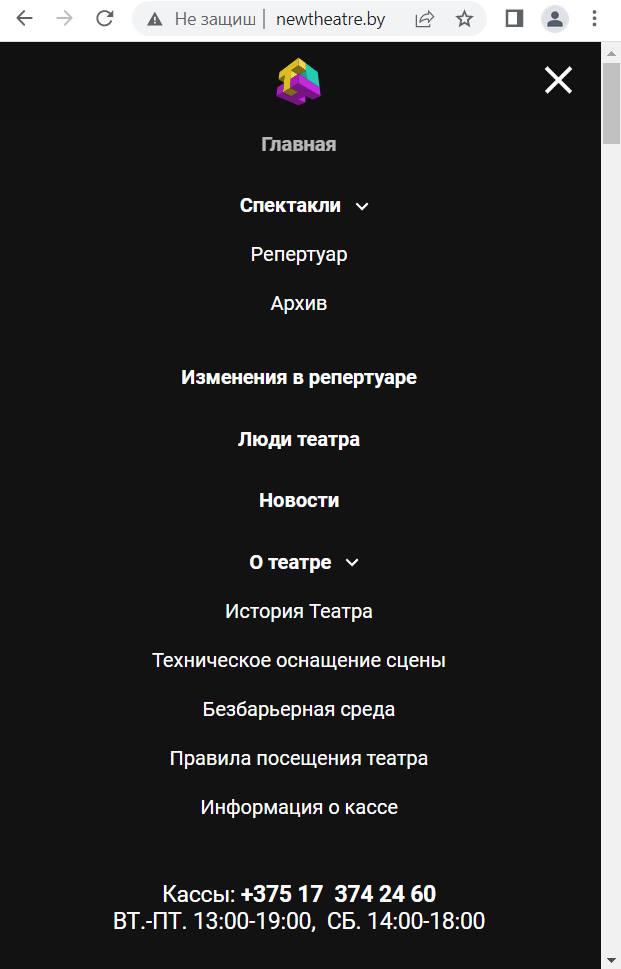 Не защищ | newtheatre.by
Главная
Спектакли
Репертуар
Архив
Изменения в репертуаре
Люди театра
Новости
О театре
История Театра
Техническое оснащение сцены
Безбарьерная среда
Правила посещения театра
Информация о кассе
Кассы: +375 17 374 24 60
ВТ.-ПТ. 13:00-19:00, СБ. 14:00-18:00